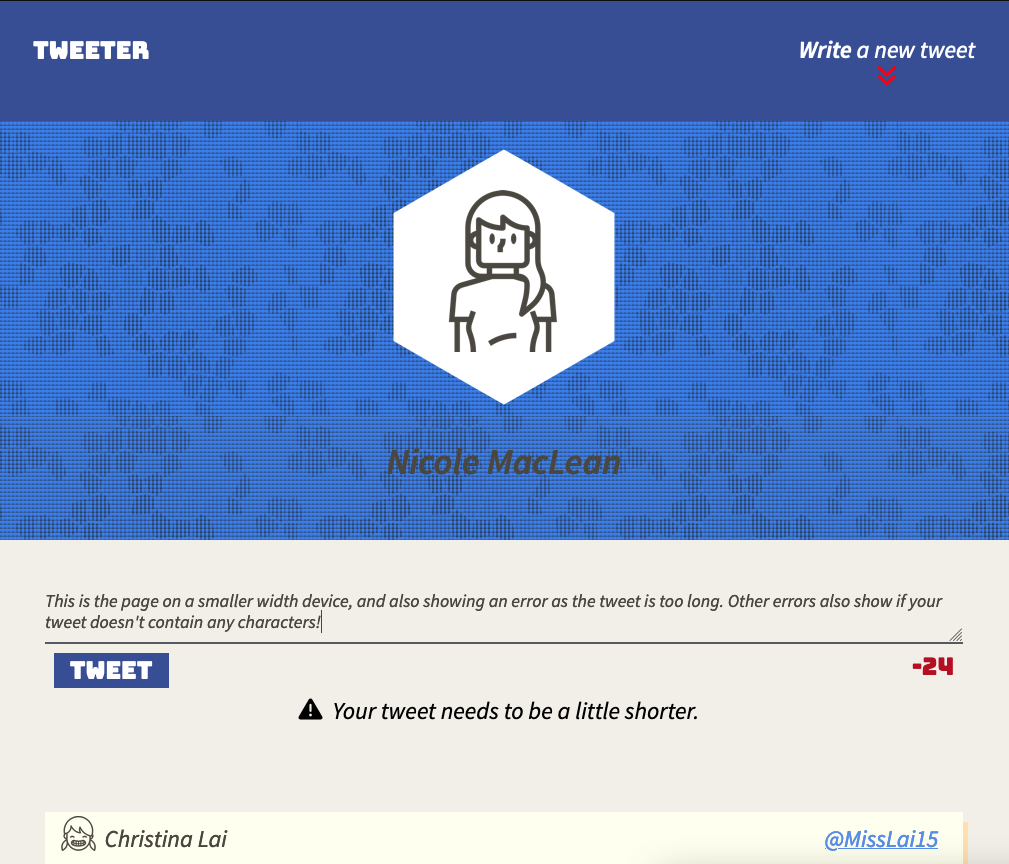 TWEETER
Write a new tweet
Nicole MacLean
This is the page on a smaller width device, and also showing an error as the tweet is too long. Other errors also show if your
tweet doesn't contain any characters!
TWEET
-24
Your tweet needs to be a little shorter.
Christina Lai
@MissLai15